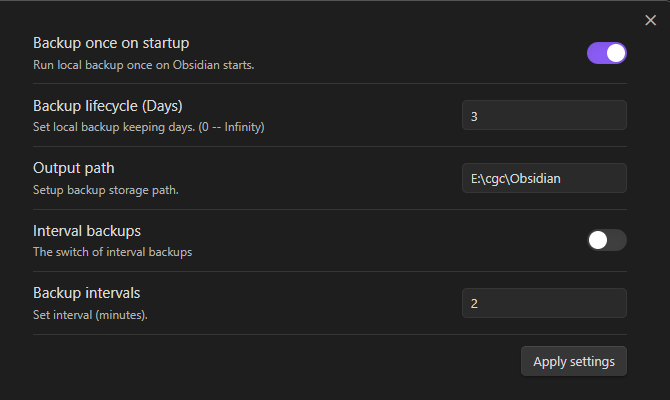 Backup once on startup
Run local backup once on Obsidian starts.
Backup lifecycle (Days)
Set local backup keeping days. (0 -- Infinity)
3
Output path
Setup backup storage path.
E:\cgc\Obsidian
Interval backups
The switch of interval backups
Backup intervals
Set interval (minutes).
2
Apply settings